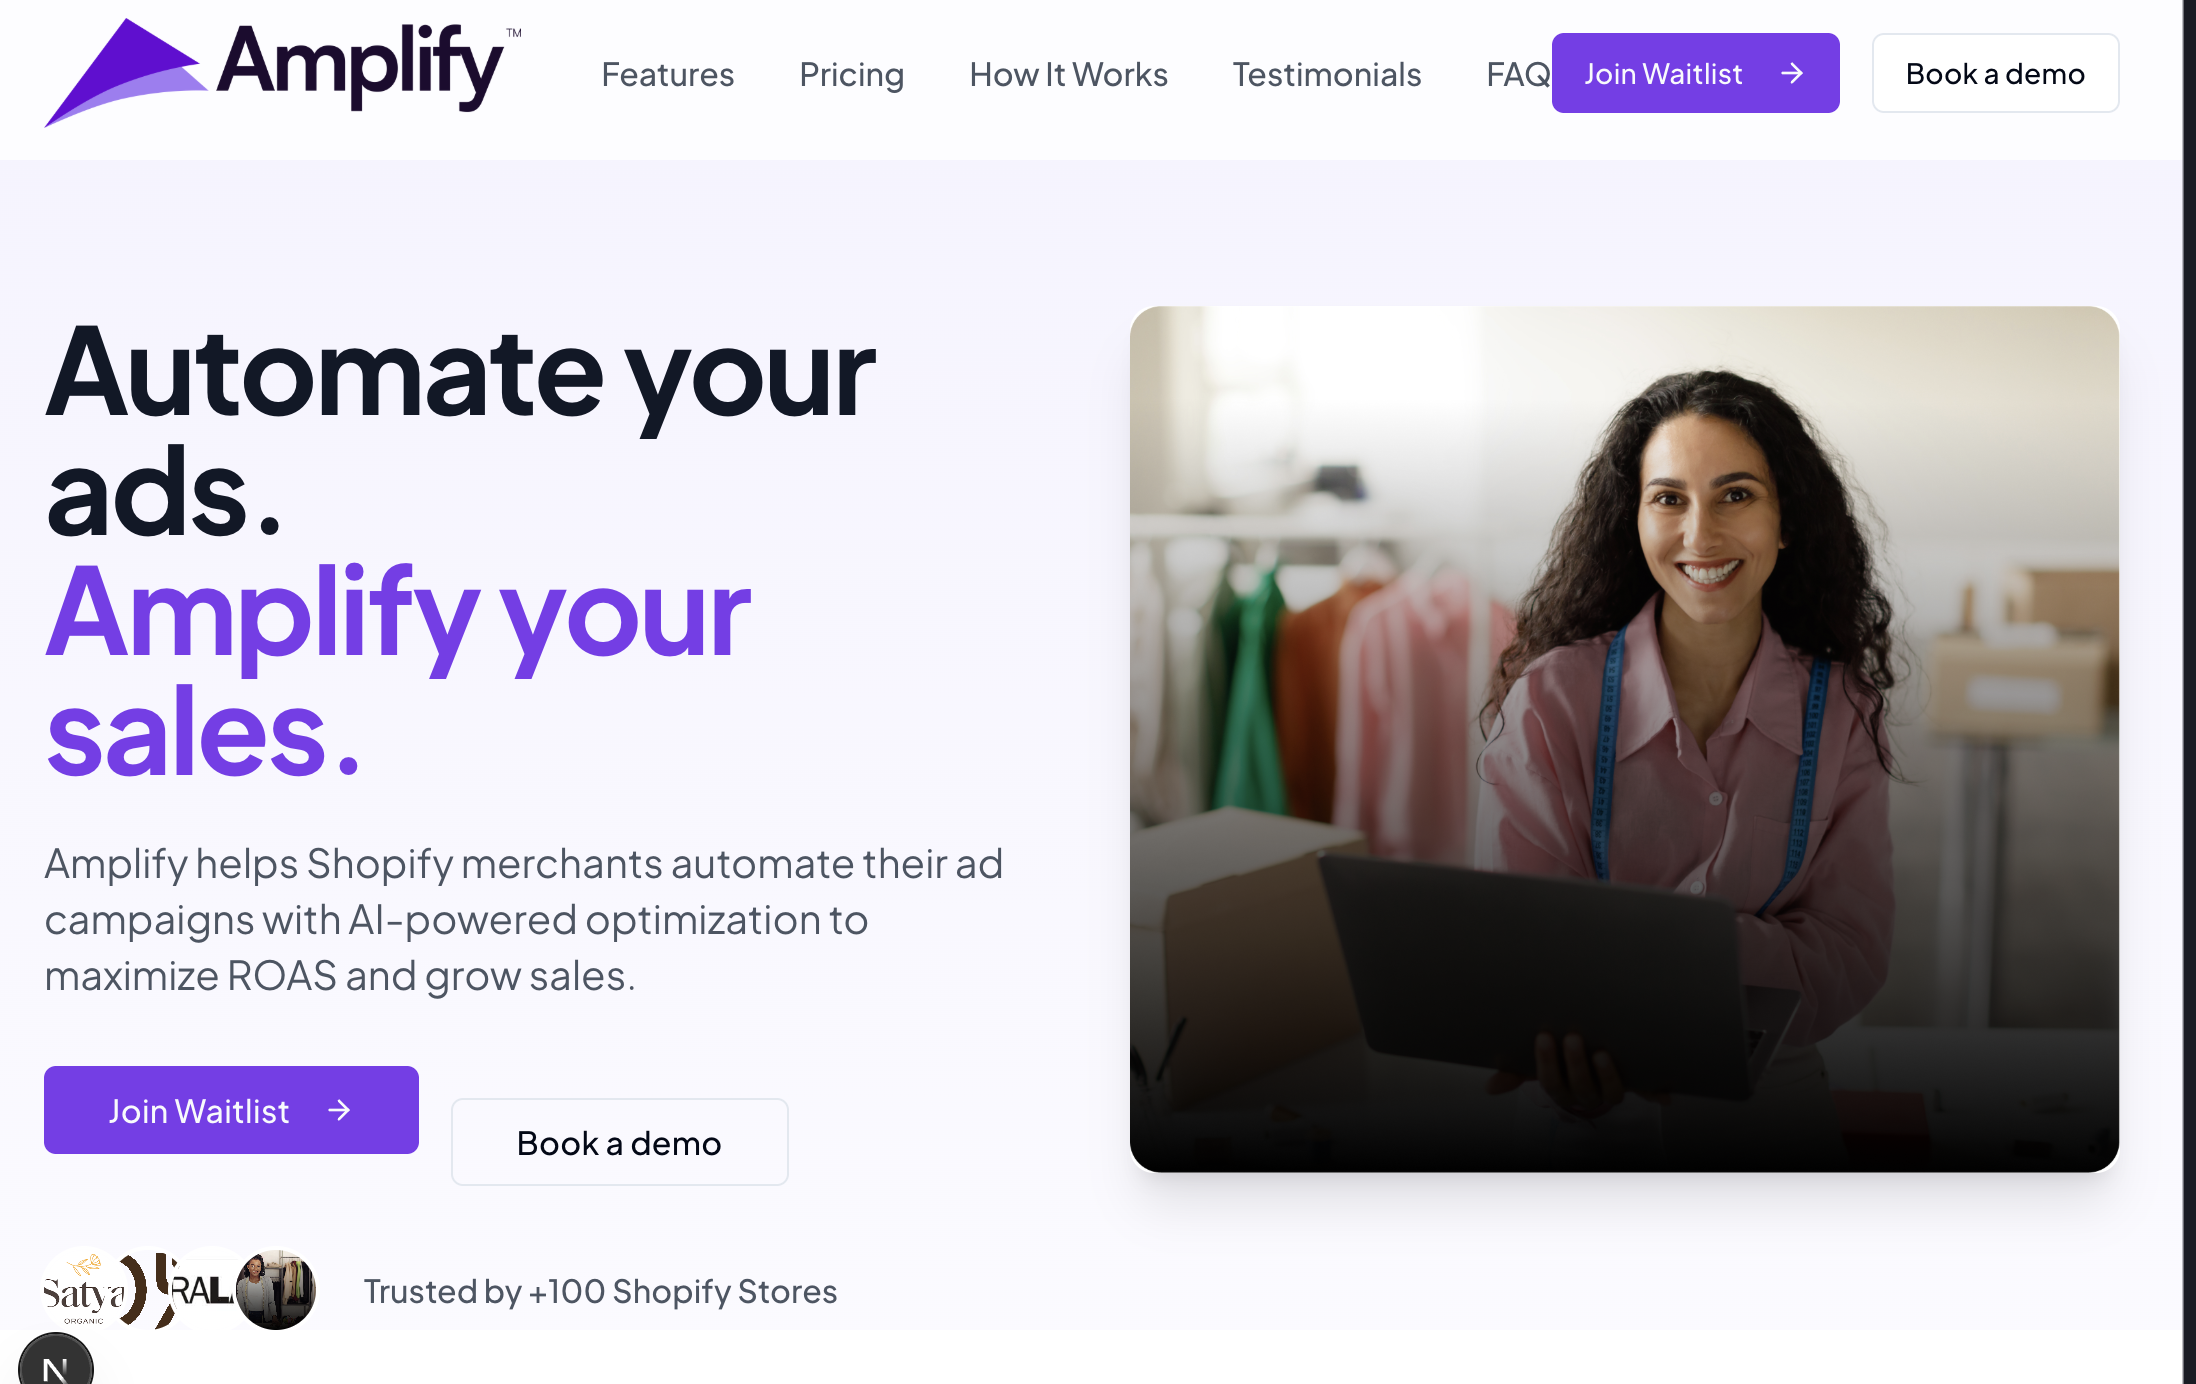 Amplify™
Features Pricing How It Works Testimonials FAQ Join Waitlist → Book a demo
Automate your
ads.
Amplify your
sales.
Amplify helps Shopify merchants automate their ad
campaigns with AI-powered optimization to
maximize ROAS and grow sales.
Join Waitlist →
Book a demo
Satya
ORGANIC
RAL
Trusted by +100 Shopify Stores
N